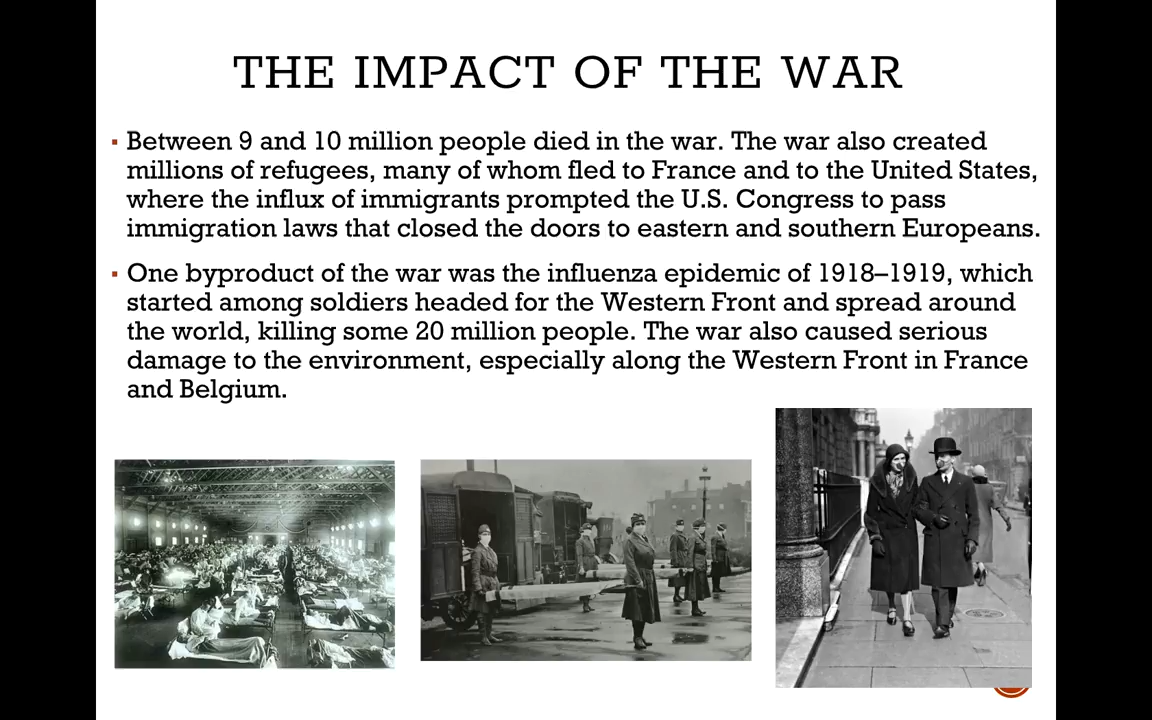 THE IMPACT OF THE WAR
▪ Between 9 and 10 million people died in the war. The war also created
millions of refugees, many of whom fled to France and to the United States,
where the influx of immigrants prompted the U.S. Congress to pass
immigration laws that closed the doors to eastern and southern Europeans.
▪ One byproduct of the war was the influenza epidemic of 1918–1919, which
started among soldiers headed for the Western Front and spread around
the world, killing some 20 million people. The war also caused serious
damage to the environment, especially along the Western Front in France
and Belgium.